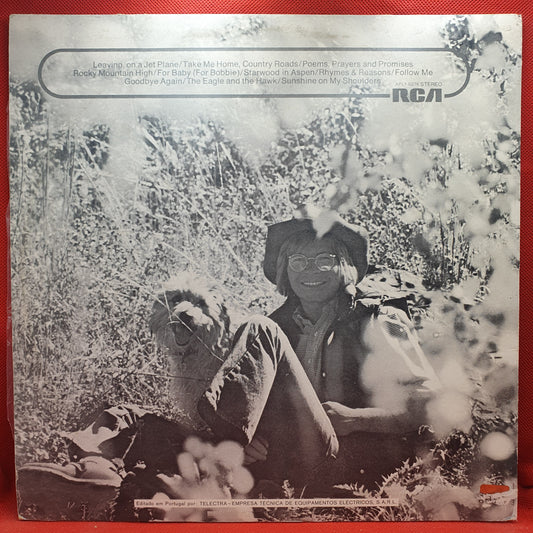 Leaving, on a Jet Plane/Take Me Home, Country Roads/Poems, Prayers and Promises
Rocky Mountain High/For Baby (For Bobbie)/Starwood in Aspen/Rhymes & Reasons/Follow Me
Goodbye Again/The Eagle and the Hawk/Sunshine on My Shoulders
STEREO
RCA
Editado em Portugal por: TELECTRA - EMPRESA TÉCNICA DE EQUIPAMENTOS ELÉCTRICOS, S.A.R.L.